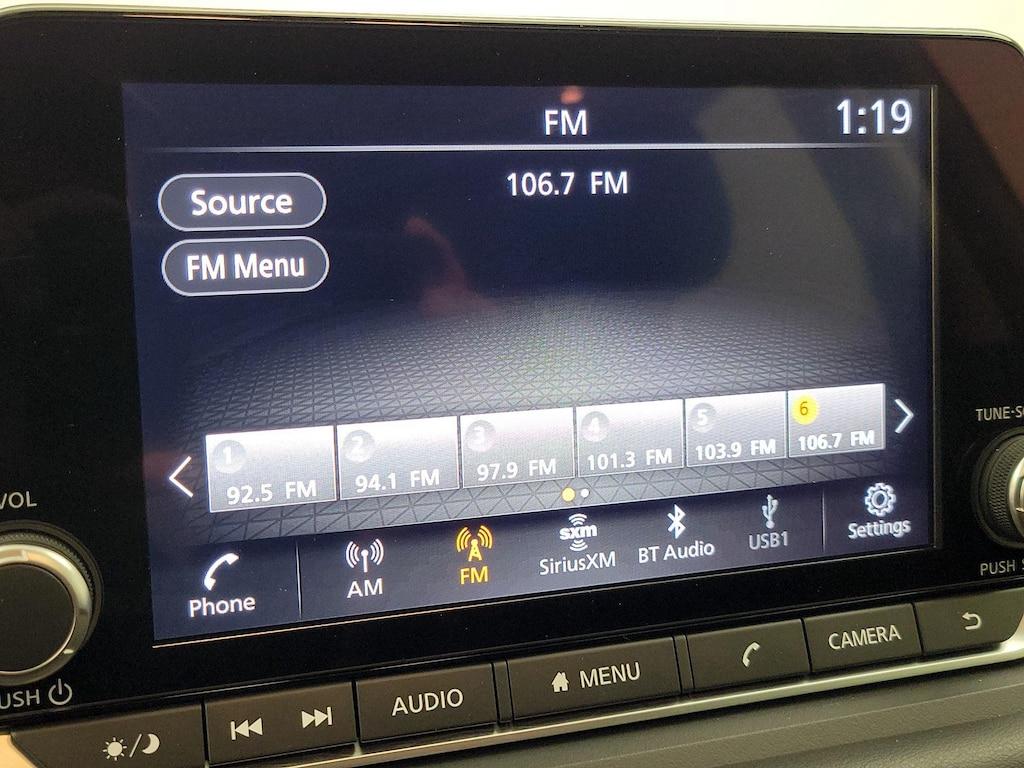 FM
1:19
106.7 FM
Source
FM Menu
1
2
3
4
5
6
92.5 FM
94.1 FM
97.9 FM
101.3 FM
103.9 FM
106.7 FM
Phone
AM
FM
sxm
SiriusXM
BT Audio
USB1
Settings
VOL
TUNE-S
USH
PUSH
AUDIO
MENU
CAMERA